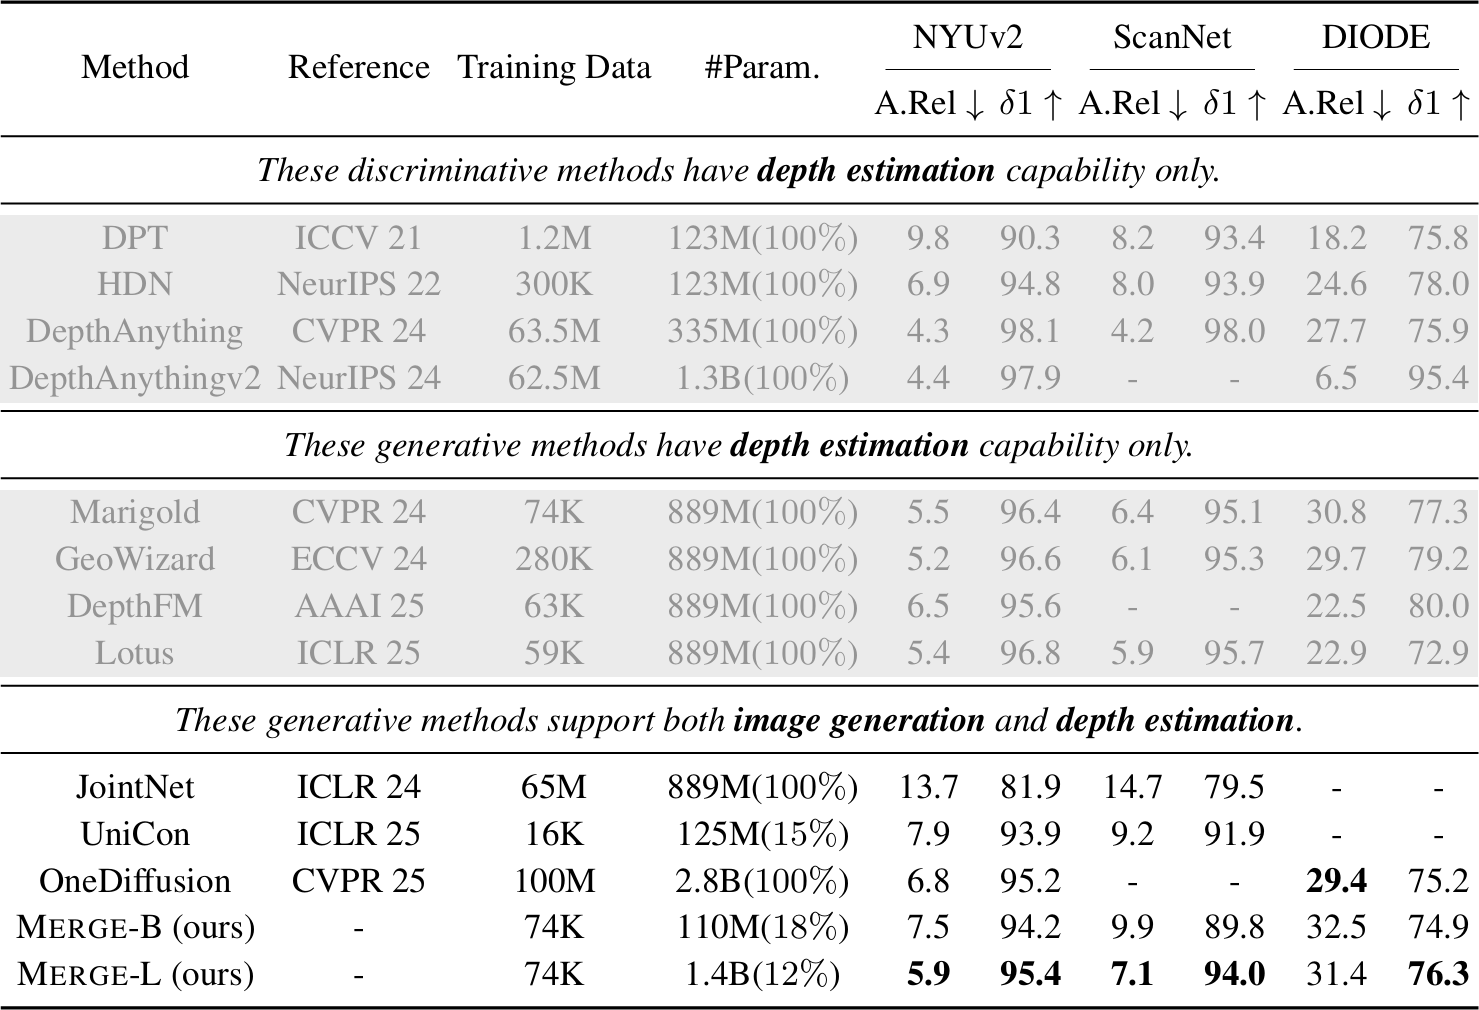 Method Reference Training Data #Param. NYUv2 ScanNet DIODE
A.Rel ↓ δ1 ↑ A.Rel ↓ δ1 ↑ A.Rel ↓ δ1 ↑
These discriminative methods have depth estimation capability only.
DPT ICCV 21 1.2M 123M(100%) 9.8 90.3 8.2 93.4 18.2 75.8
HDN NeurIPS 22 300K 123M(100%) 6.9 94.8 8.0 93.9 24.6 78.0
DepthAnything CVPR 24 63.5M 335M(100%) 4.3 98.1 4.2 98.0 27.7 75.9
DepthAnythingv2 NeurIPS 24 62.5M 1.3B(100%) 4.4 97.9 - - 6.5 95.4
These generative methods have depth estimation capability only.
Marigold CVPR 24 74K 889M(100%) 5.5 96.4 6.4 95.1 30.8 77.3
GeoWizard ECCV 24 280K 889M(100%) 5.2 96.6 6.1 95.3 29.7 79.2
DepthFM AAAI 25 63K 889M(100%) 6.5 95.6 - - 22.5 80.0
Lotus ICLR 25 59K 889M(100%) 5.4 96.8 5.9 95.7 22.9 72.9
These generative methods support both image generation and depth estimation.
JointNet ICLR 24 65M 889M(100%) 13.7 81.9 14.7 79.5 - -
UniCon ICLR 25 16K 125M(15%) 7.9 93.9 9.2 91.9 - -
OneDiffusion CVPR 25 100M 2.8B(100%) 6.8 95.2 - - 29.4 75.2
MERGE-B (ours) - 74K 110M(18%) 7.5 94.2 9.9 89.8 32.5 74.9
MERGE-L (ours) - 74K 1.4B(12%) 5.9 95.4 7.1 94.0 31.4 76.3